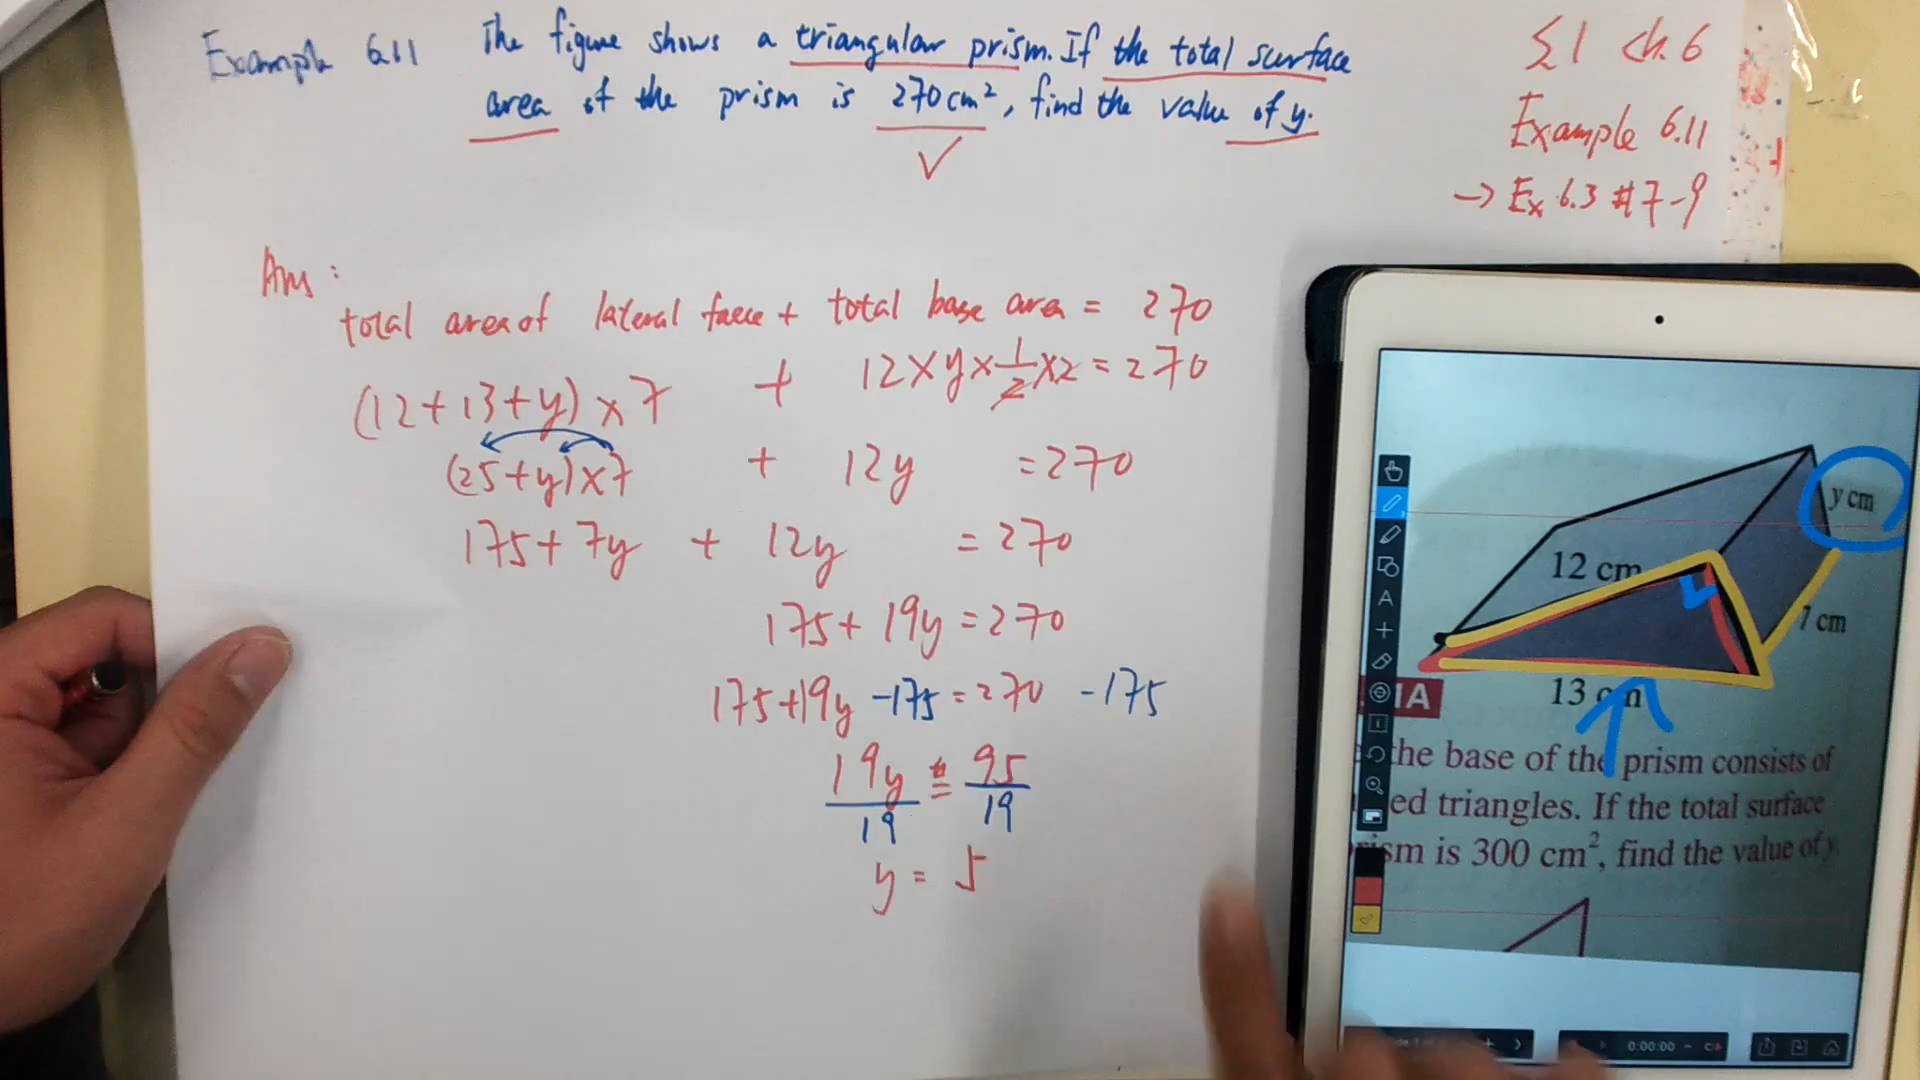 Example 6.11 The figure shows a triangular prism. If the total surface
area of the prism is 270 cm², find the value of y.
S1 ch.6
Example 6.11
→ Ex 6.3 #7-9
Ans :
total area of lateral faces + total base area = 270
(12+13+y) x 7 + 12 x y x 1/2 x 2 = 270
(25+y) x 7 + 12y = 270
175 + 7y + 12y = 270
175 + 19y = 270
175 + 19y - 175 = 270 - 175
19y/19 = 95/19
y = 5
y cm
12 cm
7 cm
13 cm
IA
the base of the prism consists of
ed triangles. If the total surface
rism is 300 cm², find the value of y.
0:00:00